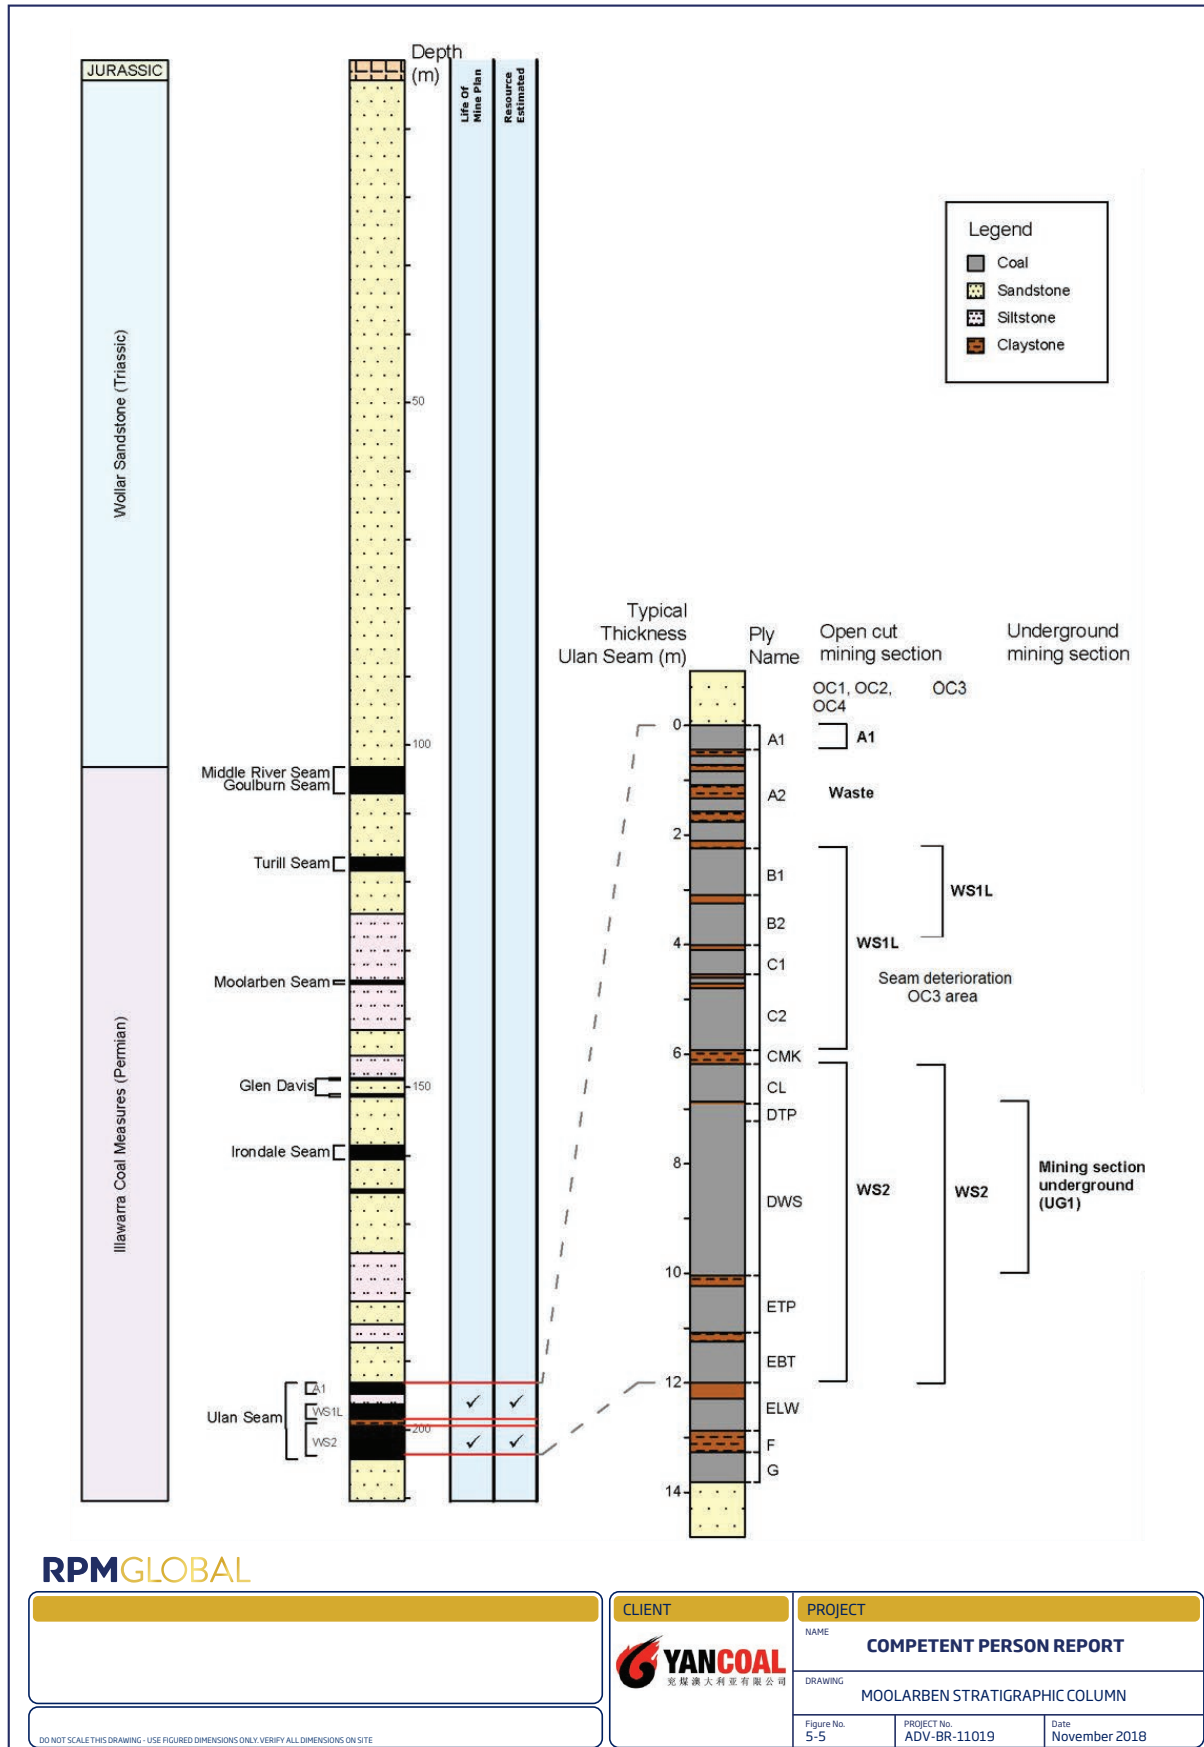 JURASSIC
Wollar Sandstone (Triassic)
Illawarra Coal Measures (Permian)
Depth
(m)
Life Of
Mine Plan
Resource
Estimated
50
100
150
200
Middle River Seam
Goulburn Seam
Turill Seam
Moolarben Seam
Glen Davis
Irondale Seam
Ulan Seam
A1
WS1L
WS2
✓ ✓
✓ ✓
Legend
Coal
Sandstone
Siltstone
Claystone
Typical
Thickness
Ulan Seam (m)
Ply
Name
Open cut
mining section
Underground
mining section
OC1, OC2,
OC4
OC3
0
2
4
6
8
10
12
14
A1
A2
B1
B2
C1
C2
CMK
CL
DTP
DWS
ETP
EBT
ELW
F
G
A1
Waste
WS1L
WS1L
Seam deterioration
OC3 area
WS2
WS2
Mining section
underground
(UG1)
RPMGLOBAL
DO NOT SCALE THIS DRAWING - USE FIGURED DIMENSIONS ONLY. VERIFY ALL DIMENSIONS ON SITE
CLIENT
YANCOAL
兖煤澳大利亚有限公司
PROJECT
NAME
COMPETENT PERSON REPORT
DRAWING
MOOLARBEN STRATIGRAPHIC COLUMN
Figure No.
5-5
PROJECT No.
ADV-BR-11019
Date
November 2018